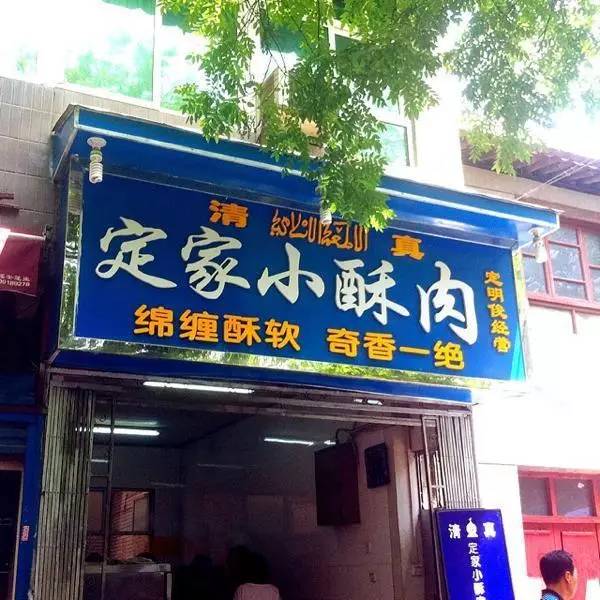 清 真
定家小酥肉
绵缠酥软 奇香一绝
定明俊经营
清 真
定家小酥